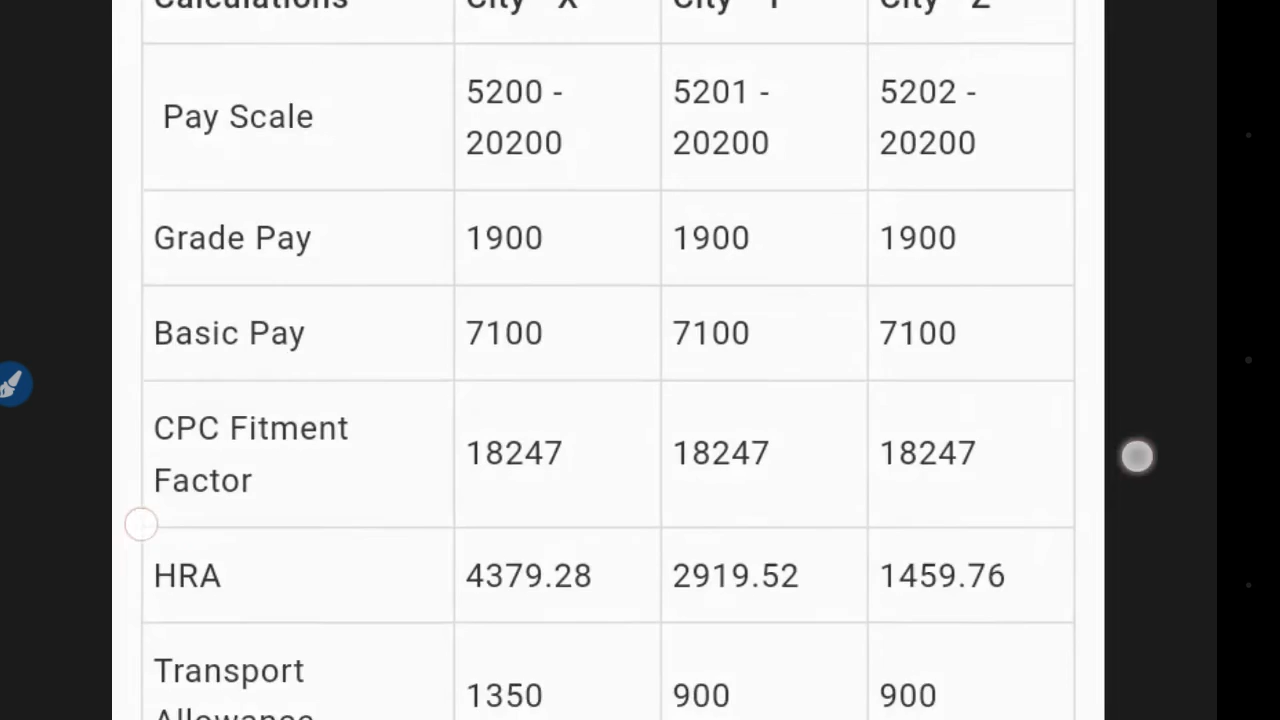 Calculations City - X City - Y City - Z
Pay Scale 5200 - 20200 5201 - 20200 5202 - 20200
Grade Pay 1900 1900 1900
Basic Pay 7100 7100 7100
CPC Fitment Factor 18247 18247 18247
HRA 4379.28 2919.52 1459.76
Transport Allowance 1350 900 900